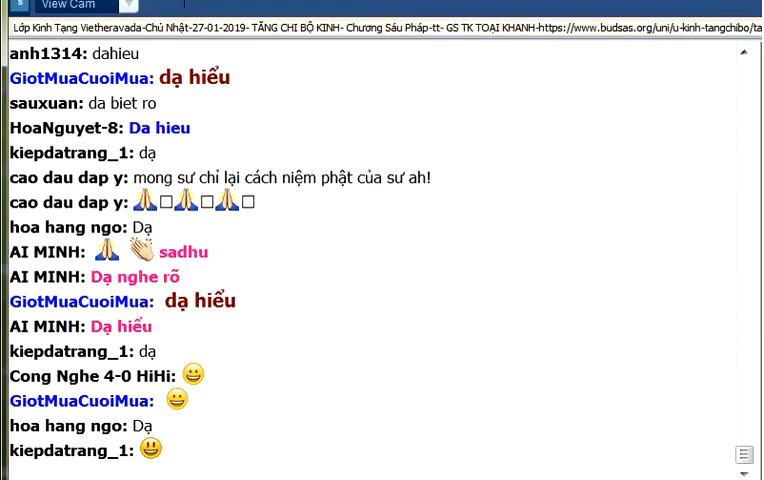 View Cam
Lớp Kinh Tạng Vietheravada-Chủ Nhật-27-01-2019- TĂNG CHI BỘ KINH- Chương Sáu Pháp-tt- GS TK TOẠI KHANH-https://www.budsas.org/uni/u-kinh-tangchibo/ta
anh1314: dahieu
GiotMuaCuoiMua: dạ hiểu
sauxuan: da biet ro
HoaNguyet-8: Da hieu
kiepdatrang_1: dạ
cao dau dap y: mong sư chỉ lại cách niệm phật của sư ah!
cao dau dap y: 🙏□🙏□🙏□
hoa hang ngo: Dạ
AI MINH: 🙏 👏 sadhu
AI MINH: Dạ nghe rõ
GiotMuaCuoiMua: dạ hiểu
AI MINH: Dạ hiểu
kiepdatrang_1: dạ
Cong Nghe 4-0 HiHi: 😀
GiotMuaCuoiMua: 😀
hoa hang ngo: Dạ
kiepdatrang_1: 😃